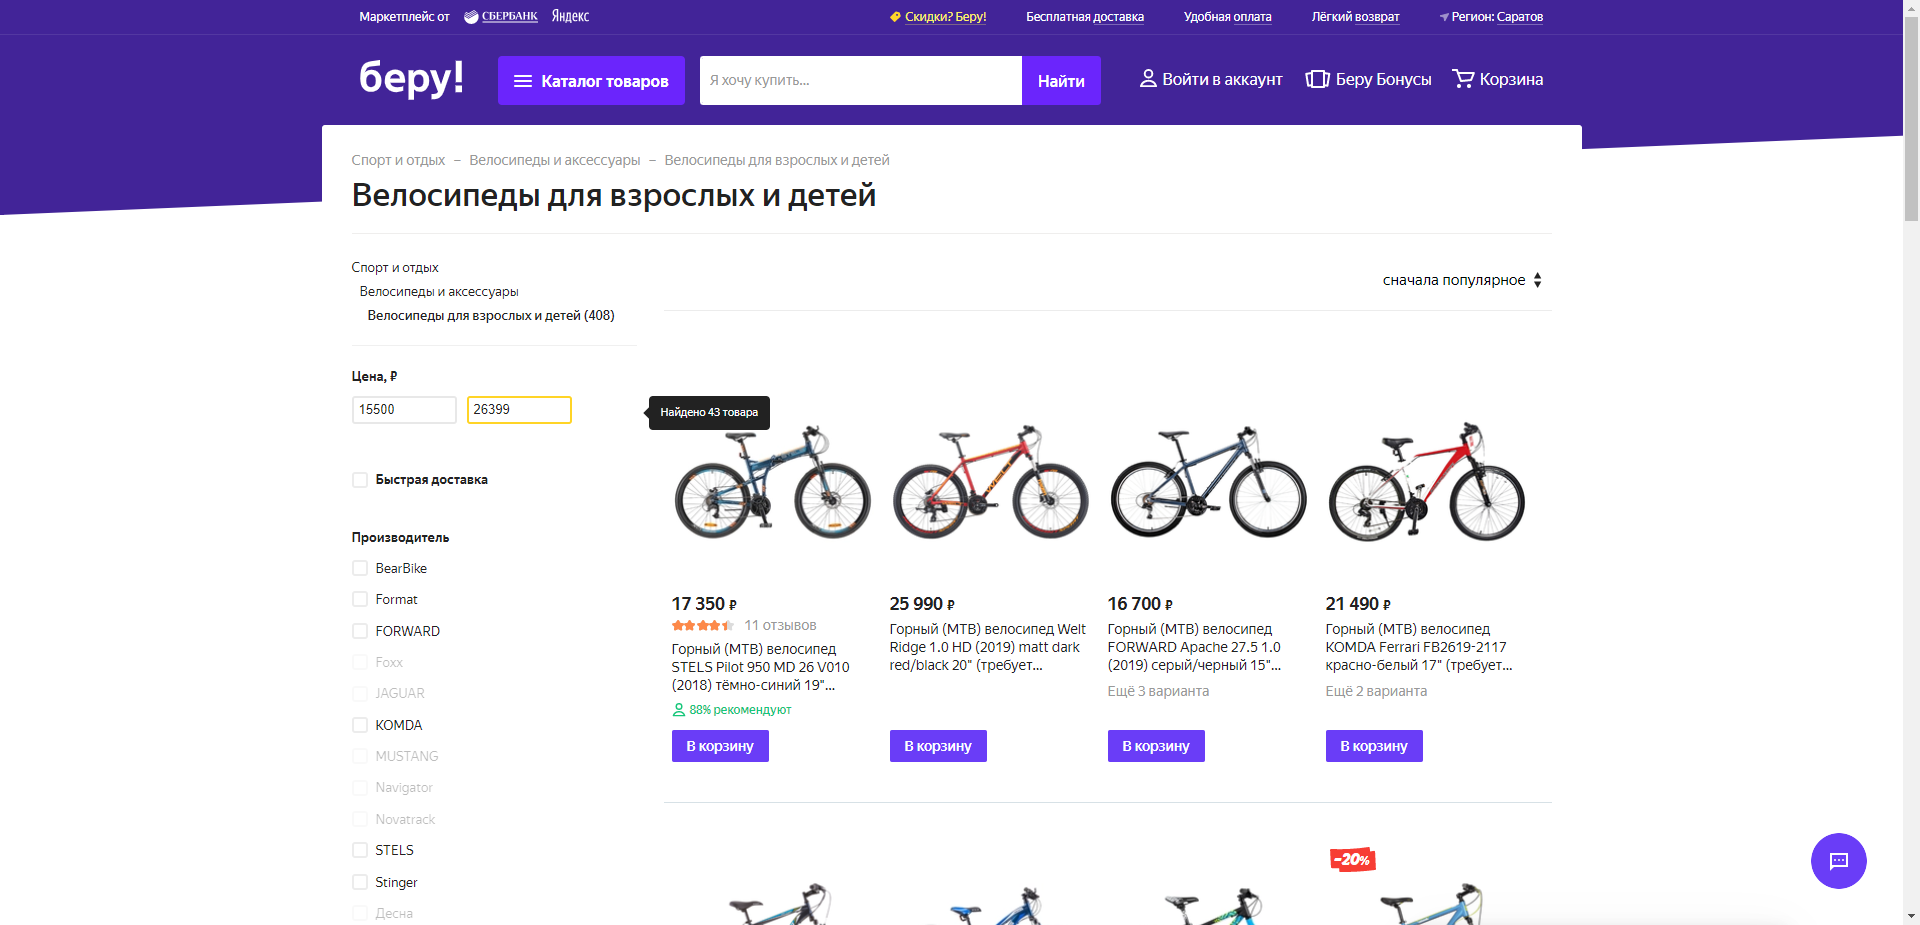 Маркетплейс от СБЕРБАНК Яндекс
Скидки? Беру! Бесплатная доставка Удобная оплата Лёгкий возврат Регион: Саратов
беру! Каталог товаров Я хочу купить... Найти Войти в аккаунт Беру Бонусы Корзина
Спорт и отдых – Велосипеды и аксессуары – Велосипеды для взрослых и детей
Велосипеды для взрослых и детей
Спорт и отдых
Велосипеды и аксессуары
Велосипеды для взрослых и детей (408)
сначала популярное
Цена, ₽
15500 26399
Найдено 43 товара
Быстрая доставка
Производитель
BearBike
Format
FORWARD
Foxx
JAGUAR
KOMDA
MUSTANG
Navigator
Novatrack
STELS
Stinger
Десна
17 350 ₽
11 отзывов
Горный (MTB) велосипед
STELS Pilot 950 MD 26 V010
(2018) тёмно-синий 19"...
88% рекомендуют
В корзину
25 990 ₽
Горный (MTB) велосипед Welt
Ridge 1.0 HD (2019) matt dark
red/black 20" (требует...
В корзину
16 700 ₽
Горный (MTB) велосипед
FORWARD Apache 27.5 1.0
(2019) серый/черный 15"...
Ещё 3 варианта
В корзину
21 490 ₽
Горный (MTB) велосипед
KOMDA Ferrari FB2619-2117
красно-белый 17" (требует...
Ещё 2 варианта
В корзину
-20%